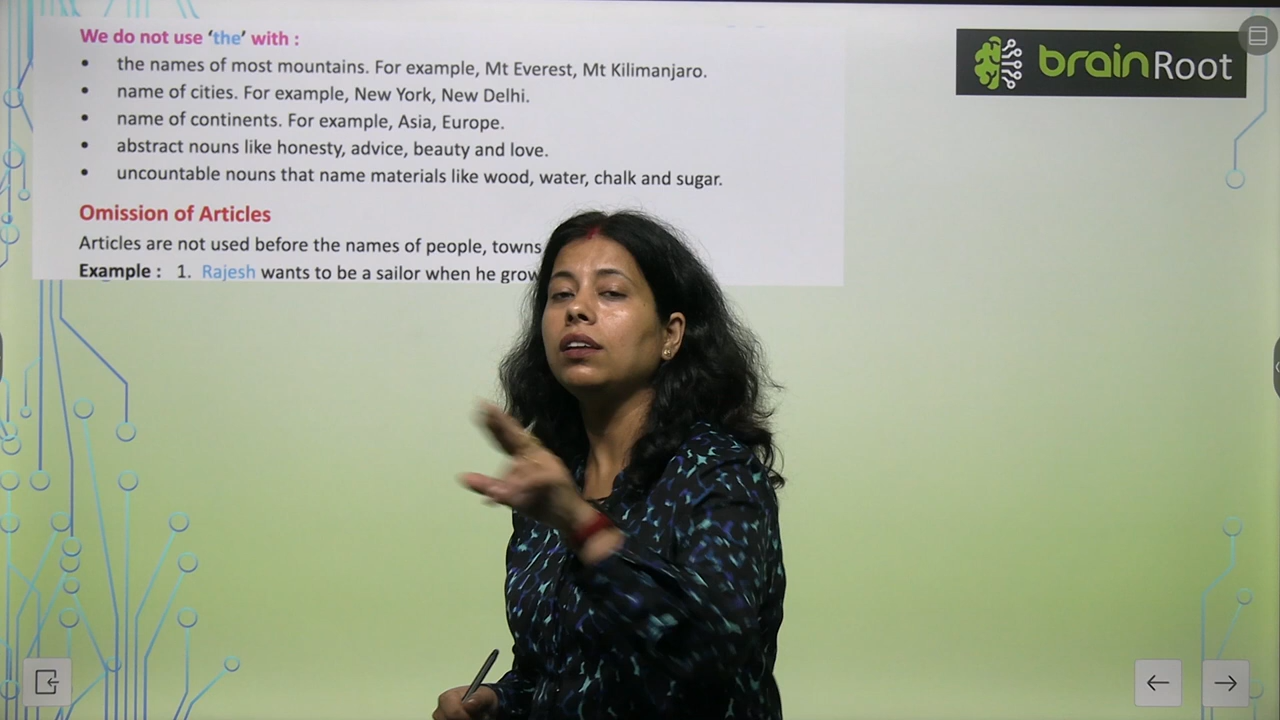 We do not use ‘the’ with :
• the names of most mountains. For example, Mt Everest, Mt Kilimanjaro.
• name of cities. For example, New York, New Delhi.
• name of continents. For example, Asia, Europe.
• abstract nouns like honesty, advice, beauty and love.
• uncountable nouns that name materials like wood, water, chalk and sugar.
Omission of Articles
Articles are not used before the names of people, towns
Example : 1. Rajesh wants to be a sailor when he grow
brainRoot